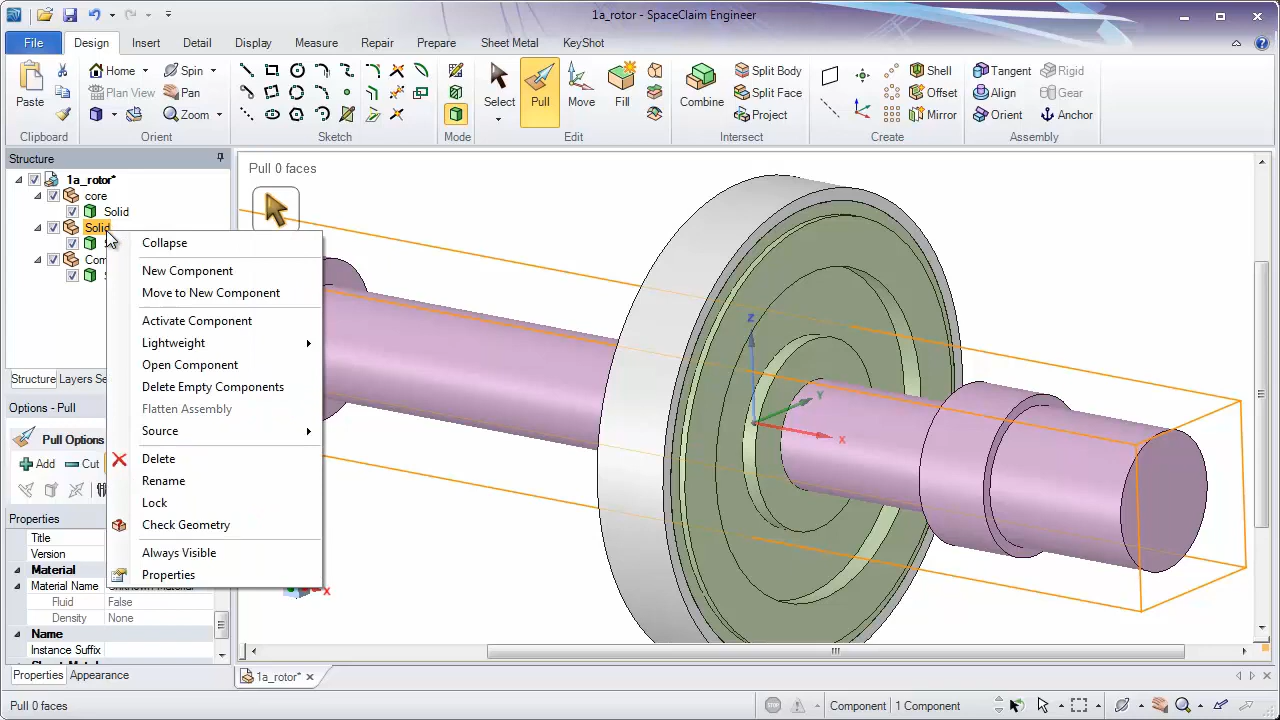 1a_rotor - SpaceClaim Engineer
File Design Insert Detail Display Measure Repair Prepare Sheet Metal KeyShot
Paste
Home Spin
Plan View Pan
Zoom
Select Pull Move Fill
Combine Split Body
Split Face
Project
Shell
Offset
Mirror
Tangent Rigid
Align Gear
Orient Anchor
Clipboard Orient Sketch Mode Edit Intersect Create Assembly
Structure
1a_rotor*
core
Solid
Solid
Com
Structure Layers Se
Options - Pull
Pull Options
Add Cut
Properties
Title
Version
Material
Material Name
Fluid False
Density None
Name
Instance Suffix
Properties Appearance
Collapse
New Component
Move to New Component
Activate Component
Lightweight
Open Component
Delete Empty Components
Flatten Assembly
Source
Delete
Rename
Lock
Check Geometry
Always Visible
Properties
Pull 0 faces
Z
Y
X
X
1a_rotor*
Pull 0 faces
Component 1 Component